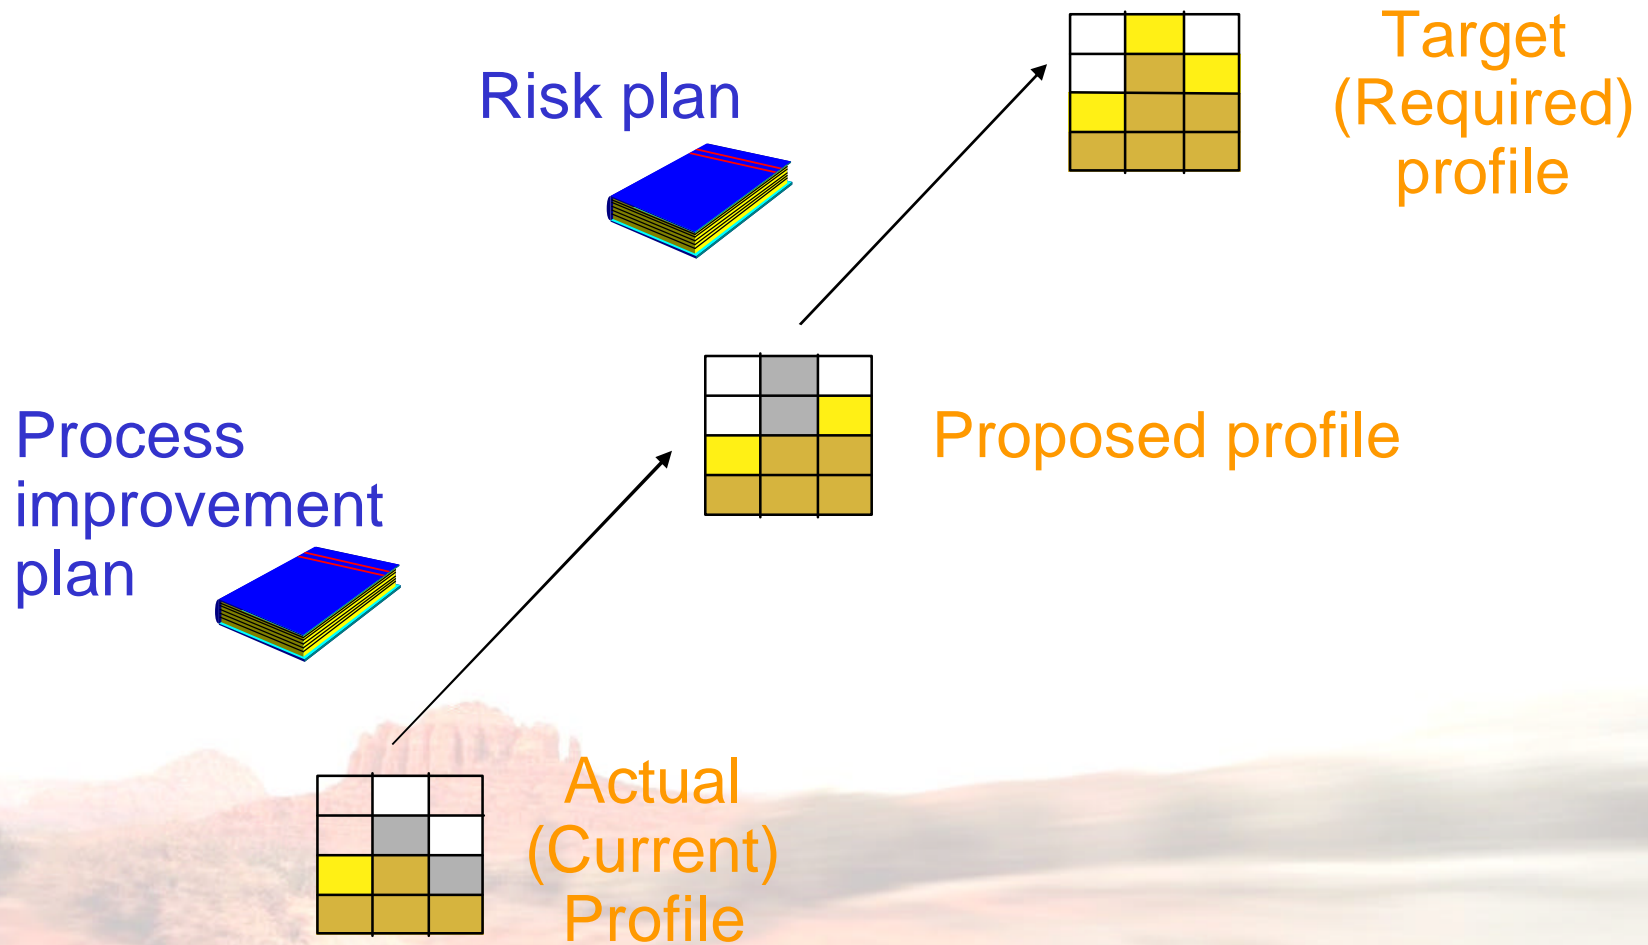 Target
(Required)
profile
Risk plan
Proposed profile
Process
improvement
plan
Actual
(Current)
Profile